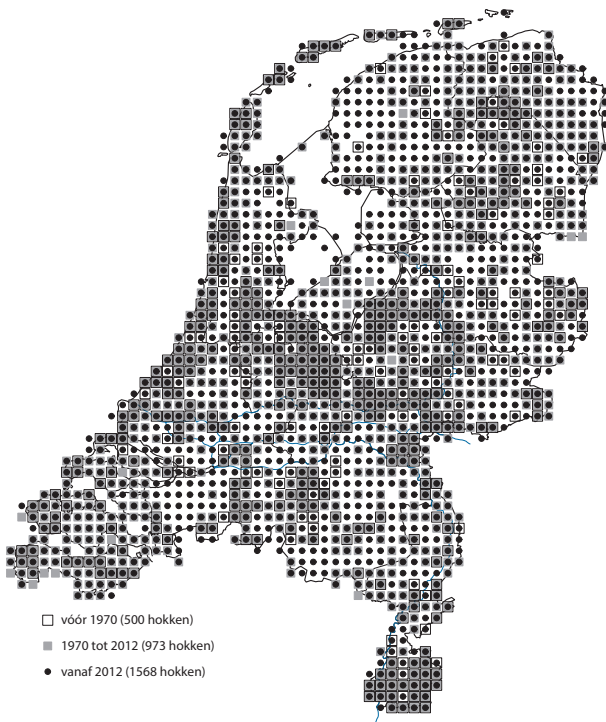 vóór 1970 (500 hokken)
1970 tot 2012 (973 hokken)
vanaf 2012 (1568 hokken)